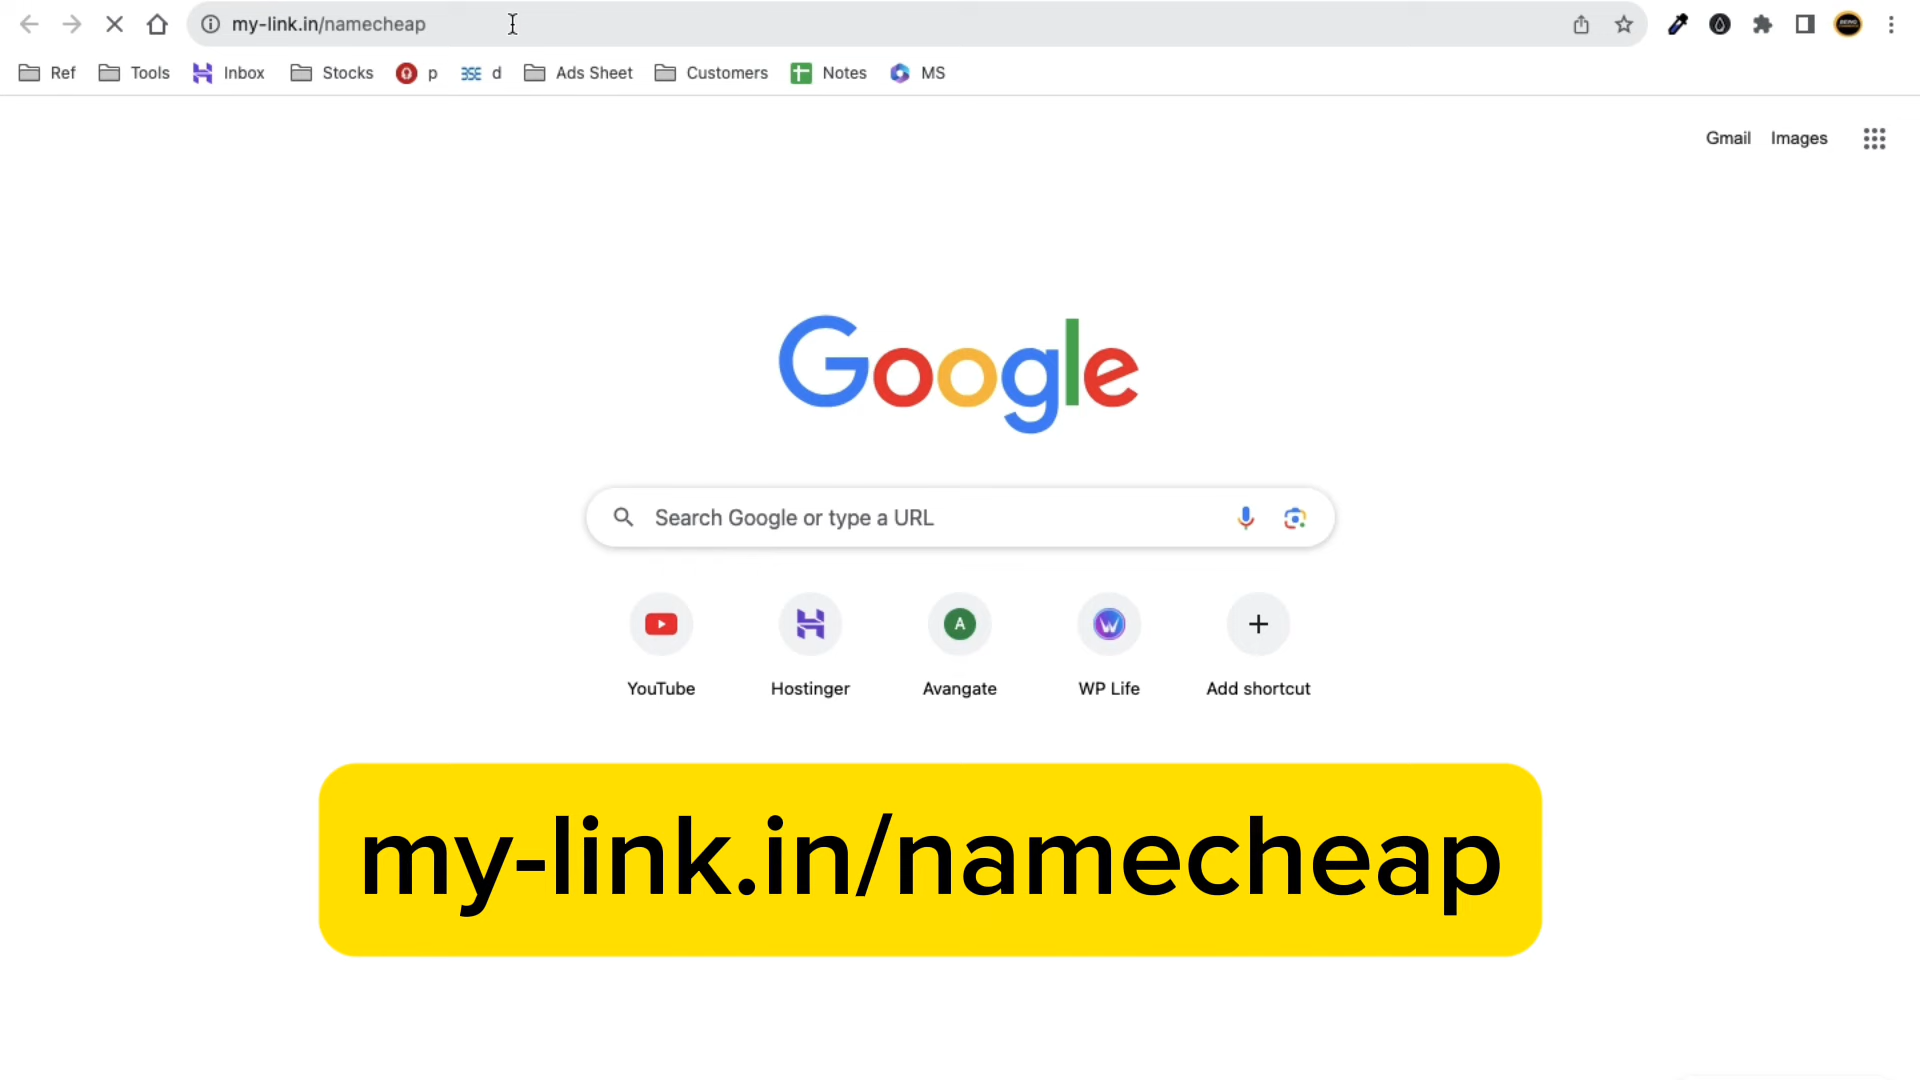 my-link.in/namecheap
Ref Tools Inbox Stocks p BSE d Ads Sheet Customers Notes MS
Gmail Images
Google
Search Google or type a URL
A
YouTube Hostinger Avangate WP Life Add shortcut
my-link.in/namecheap